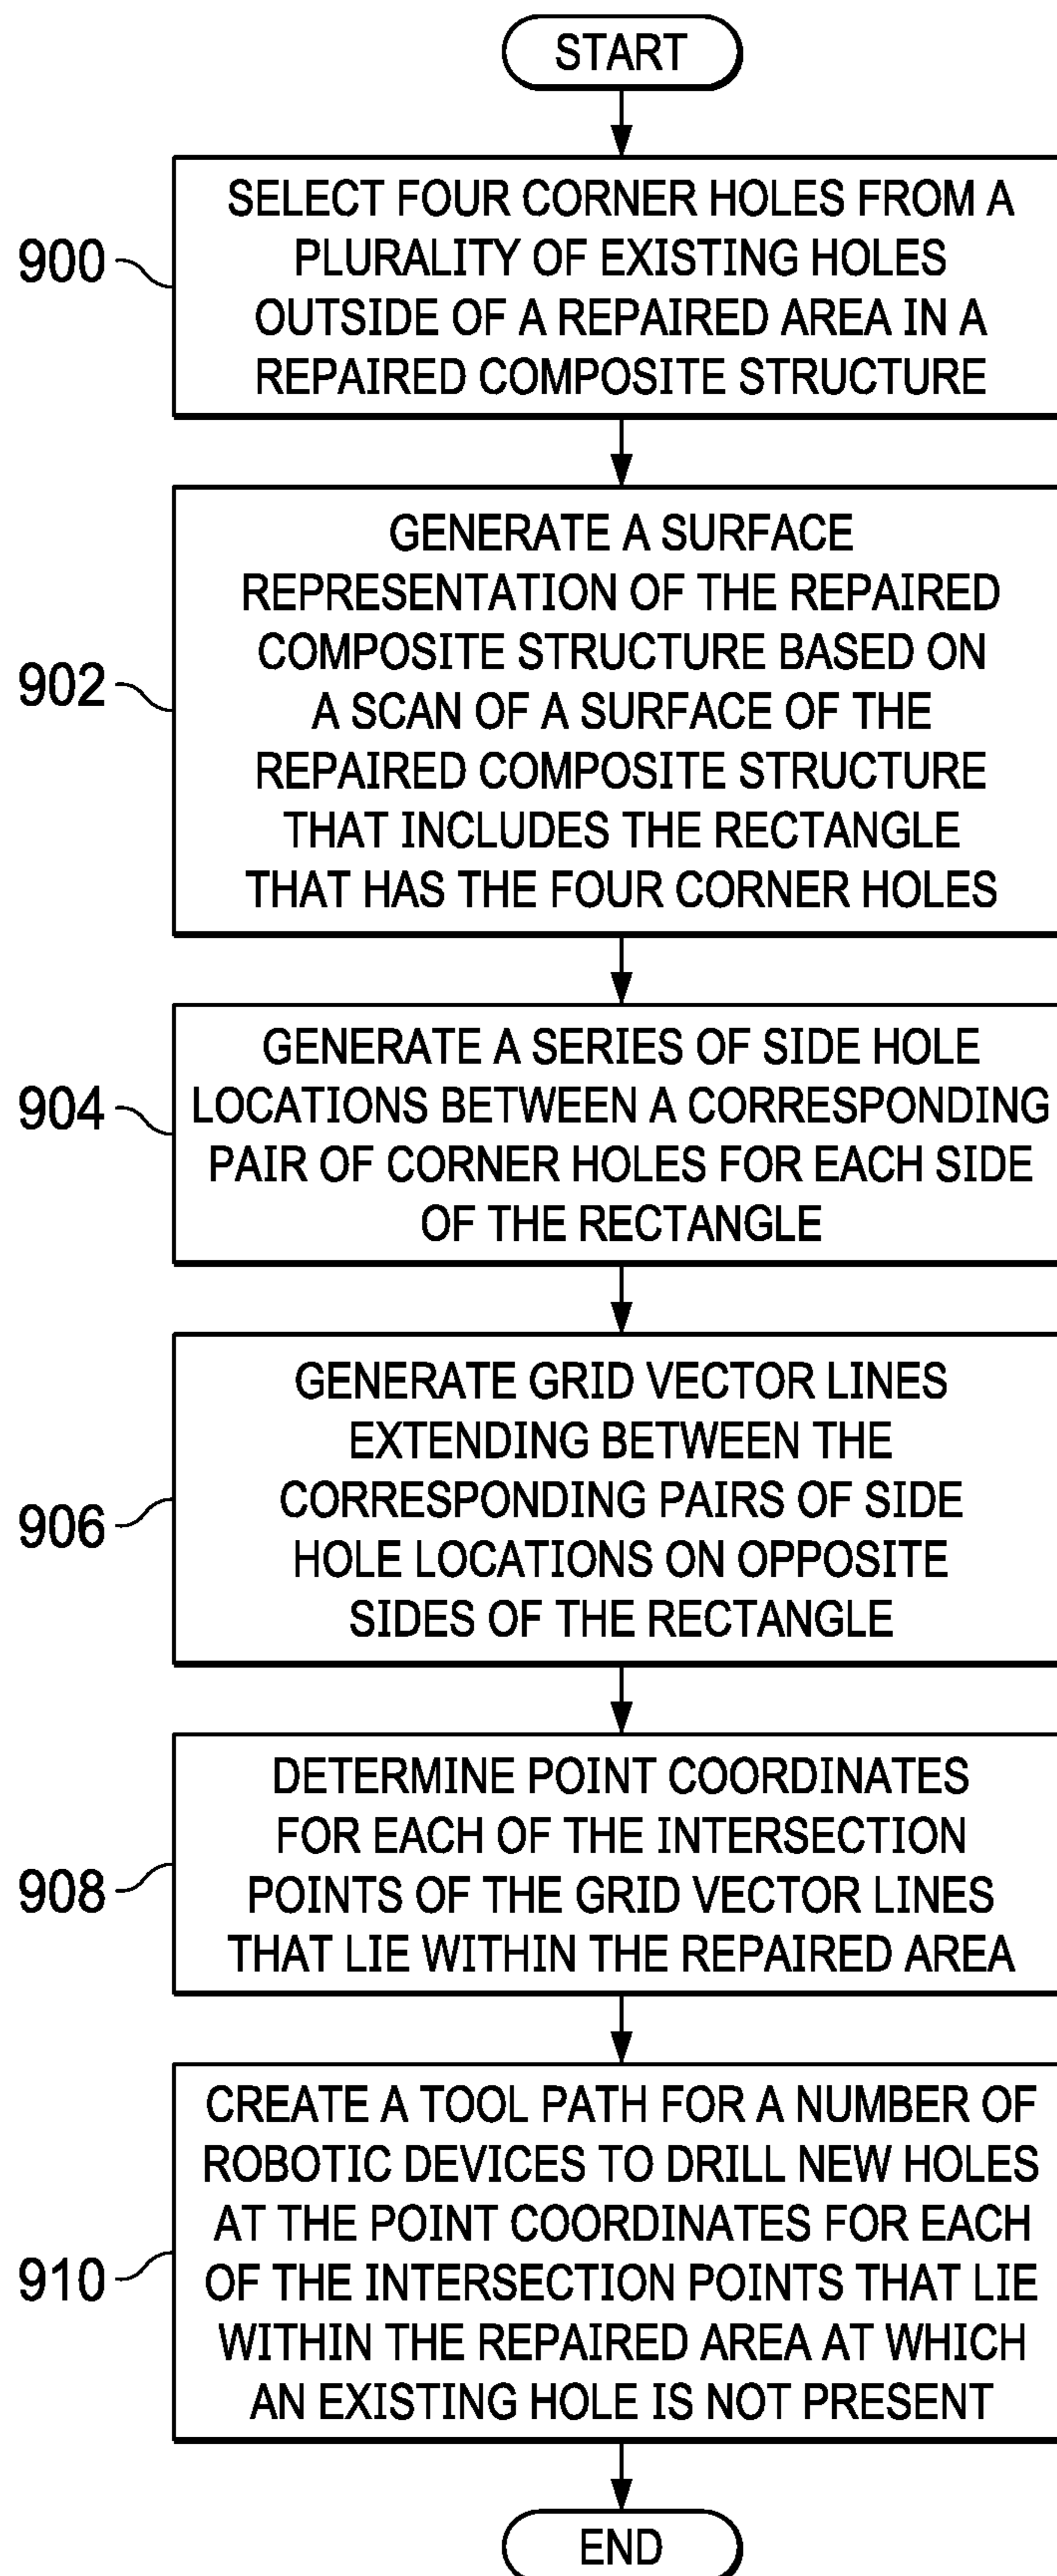 START
900
SELECT FOUR CORNER HOLES FROM A
PLURALITY OF EXISTING HOLES
OUTSIDE OF A REPAIRED AREA IN A
REPAIRED COMPOSITE STRUCTURE
902
GENERATE A SURFACE
REPRESENTATION OF THE REPAIRED
COMPOSITE STRUCTURE BASED ON
A SCAN OF A SURFACE OF THE
REPAIRED COMPOSITE STRUCTURE
THAT INCLUDES THE RECTANGLE
THAT HAS THE FOUR CORNER HOLES
904
GENERATE A SERIES OF SIDE HOLE
LOCATIONS BETWEEN A CORRESPONDING
PAIR OF CORNER HOLES FOR EACH SIDE
OF THE RECTANGLE
906
GENERATE GRID VECTOR LINES
EXTENDING BETWEEN THE
CORRESPONDING PAIRS OF SIDE
HOLE LOCATIONS ON OPPOSITE
SIDES OF THE RECTANGLE
908
DETERMINE POINT COORDINATES
FOR EACH OF THE INTERSECTION
POINTS OF THE GRID VECTOR LINES
THAT LIE WITHIN THE REPAIRED AREA
910
CREATE A TOOL PATH FOR A NUMBER OF
ROBOTIC DEVICES TO DRILL NEW HOLES
AT THE POINT COORDINATES FOR EACH
OF THE INTERSECTION POINTS THAT LIE
WITHIN THE REPAIRED AREA AT WHICH
AN EXISTING HOLE IS NOT PRESENT
END